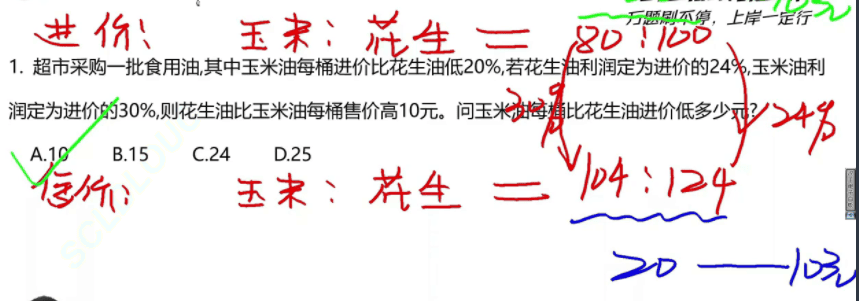 万题刷不停，上岸一定行
进价： 玉米：花生 = 80：100
1. 超市采购一批食用油,其中玉米油每桶进价比花生油低20%,若花生油利润定为进价的24%,玉米油利
润定为进价的30%,则花生油比玉米油每桶售价高10元。问玉米油每桶比花生油进价低多少元?
30% 24%
A.10 B.15 C.24 D.25
售价： 玉米：花生 = 104：124
20 —— 10元